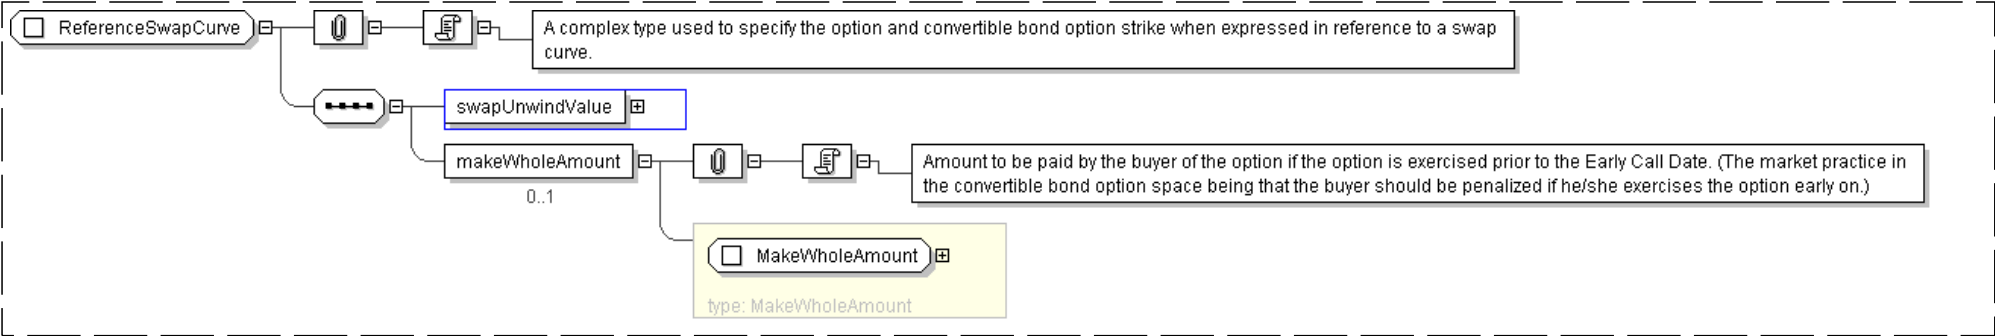 ReferenceSwapCurve
A complex type used to specify the option and convertible bond option strike when expressed in reference to a swap
curve.
swapUnwindValue
makeWholeAmount
0..1
Amount to be paid by the buyer of the option if the option is exercised prior to the Early Call Date. (The market practice in
the convertible bond option space being that the buyer should be penalized if he/she exercises the option early on.)
MakeWholeAmount
type: MakeWholeAmount